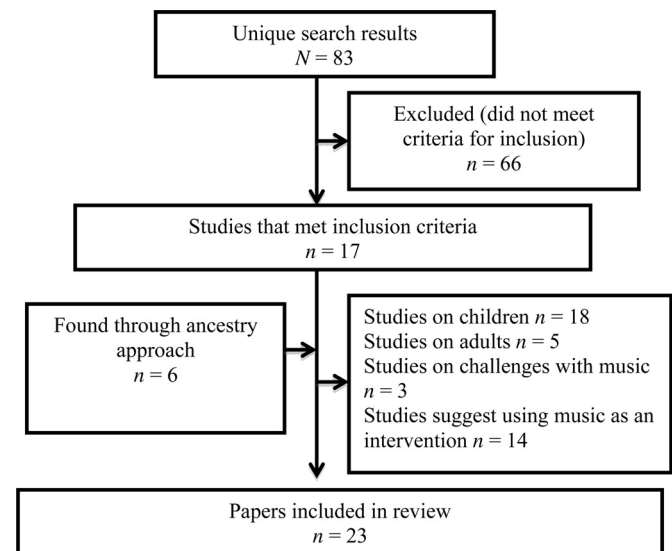 Unique search results
N = 83
Excluded (did not meet
criteria for inclusion)
n = 66
Studies that met inclusion criteria
n = 17
Found through ancestry
approach
n = 6
Studies on children n = 18
Studies on adults n = 5
Studies on challenges with music
n = 3
Studies suggest using music as an
intervention n = 14
Papers included in review
n = 23